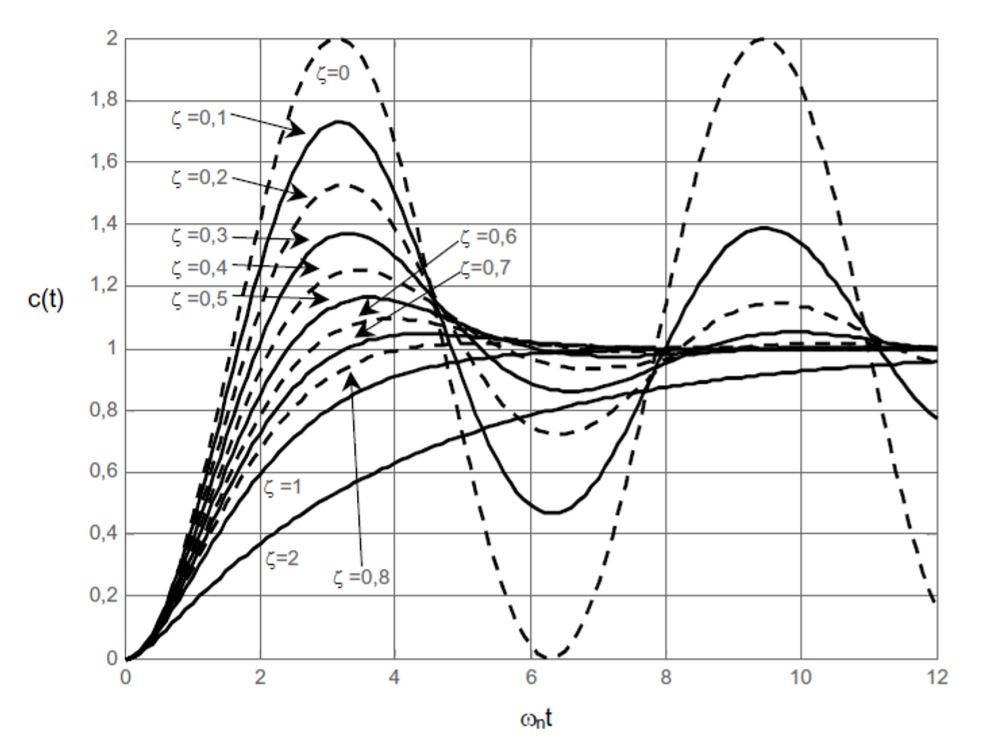 2
ζ=0
1,8
ζ =0,1
1,6
ζ =0,2
1,4
ζ =0,3
ζ =0,6
ζ =0,4
ζ=0,7
1,2
ζ =0,5
c(t)
1
0,8
0,6
ζ =1
0,4
ζ=2
ζ =0,8
0,2
0
0 2 4 6 8 10 12
ωnt